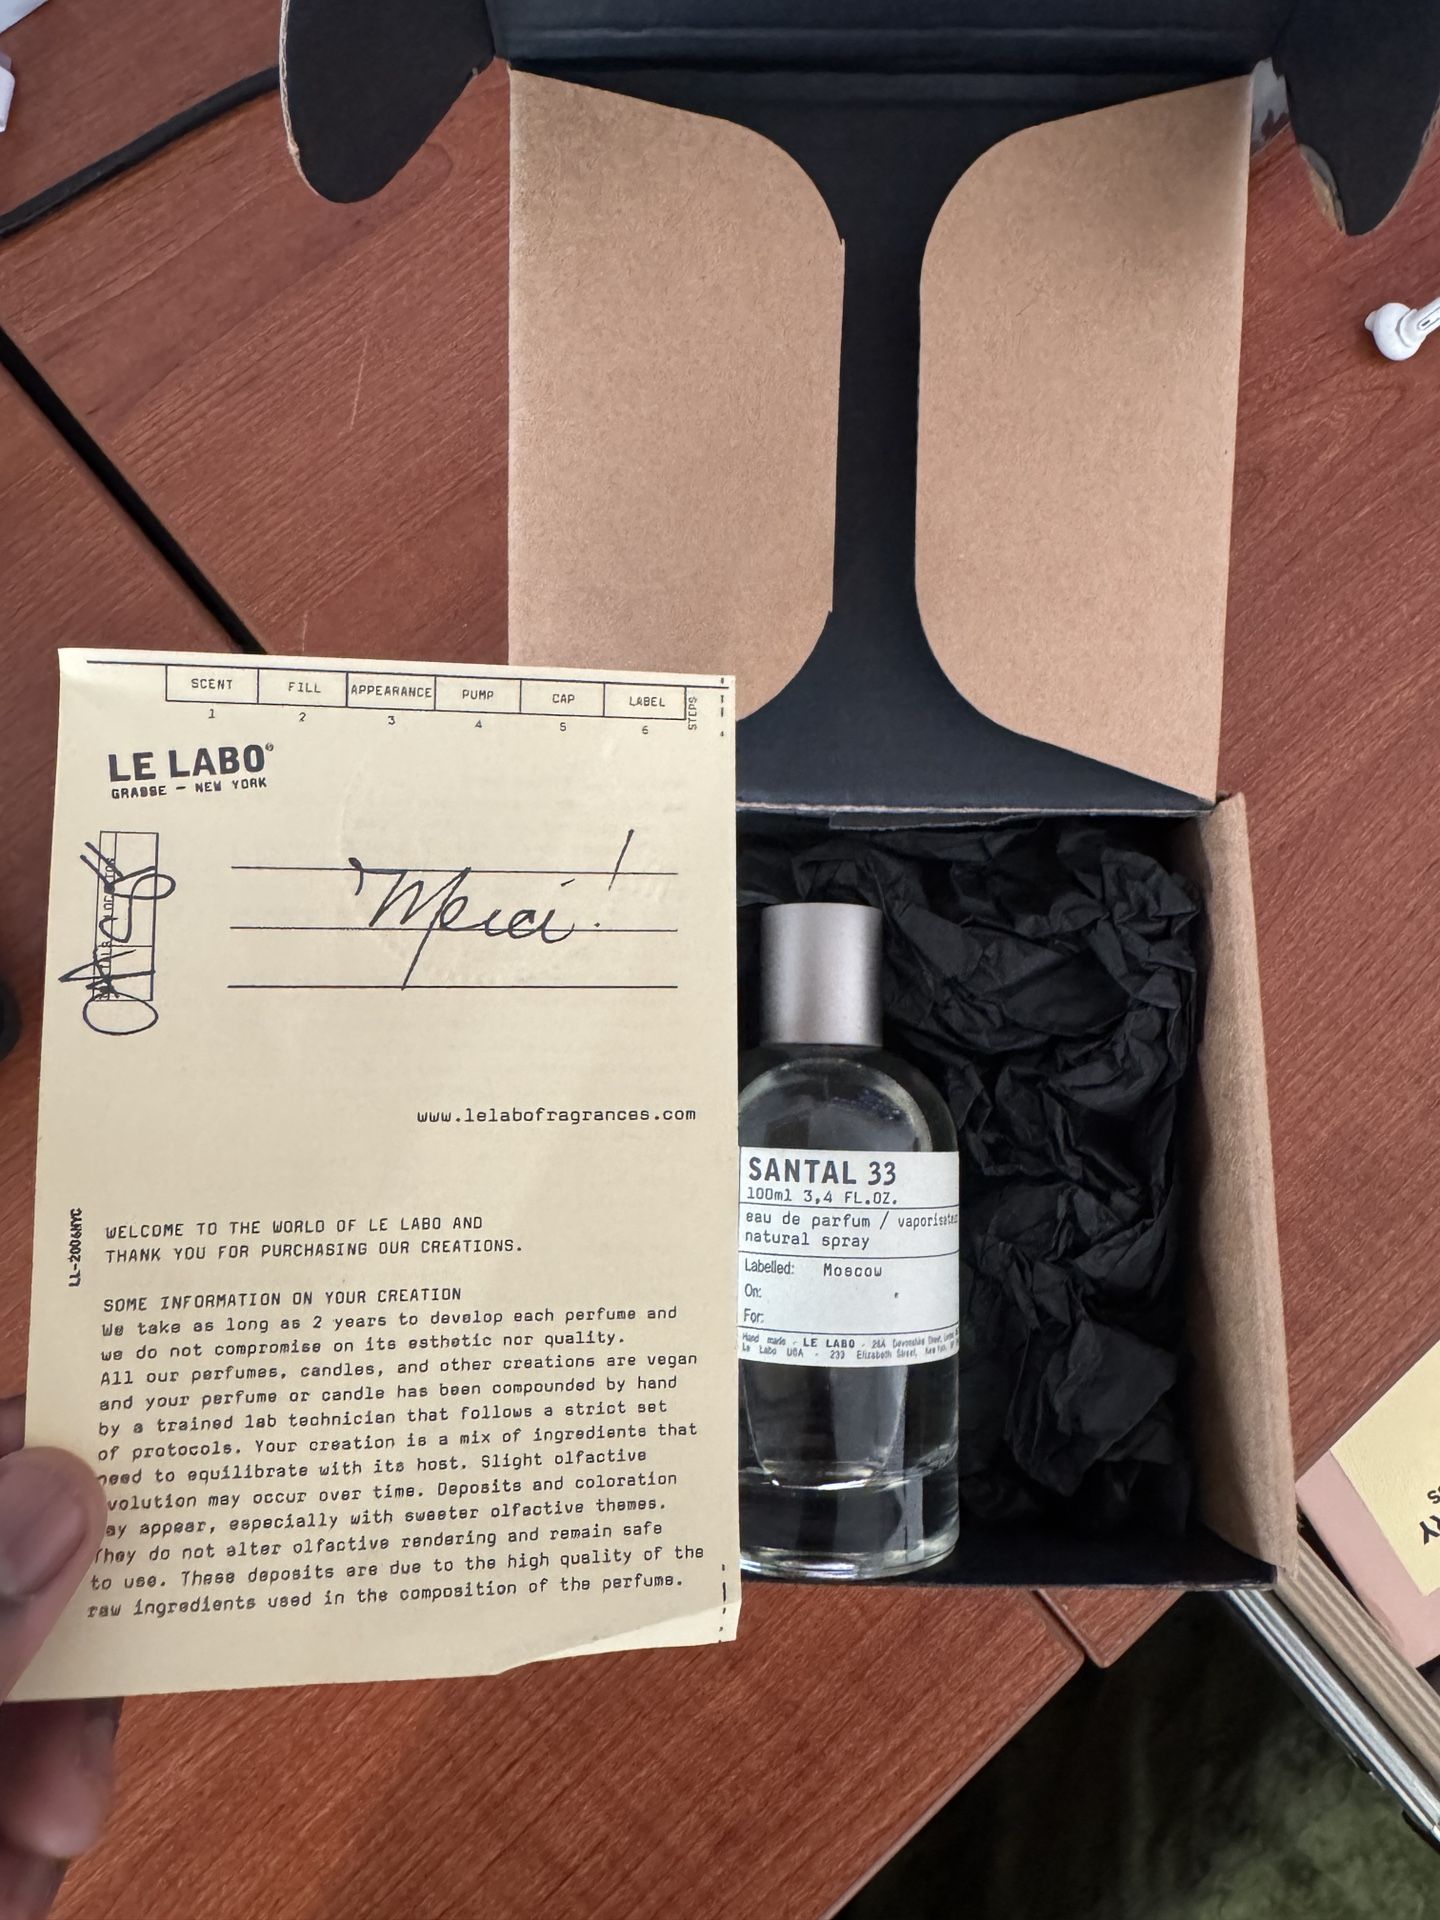 SCENT FILL APPEARANCE PUMP CAP LABEL STEPS
1 2 3 4 5 6
LE LABO®
GRASSE - NEW YORK
Merci!
www.lelabofragrances.com
LL-2006NYC
WELCOME TO THE WORLD OF LE LABO AND
THANK YOU FOR PURCHASING OUR CREATIONS.
SOME INFORMATION ON YOUR CREATION
We take as long as 2 years to develop each perfume and
we do not compromise on its esthetic nor quality.
All our perfumes, candles, and other creations are vegan
and your perfume or candle has been compounded by hand
by a trained lab technician that follows a strict set
of protocols. Your creation is a mix of ingredients that
need to equilibrate with its host. Slight olfactive
volution may occur over time. Deposits and coloration
ay appear, especially with sweeter olfactive themes.
They do not alter olfactive rendering and remain safe
to use. These deposits are due to the high quality of the
raw ingredients used in the composition of the perfume.
SANTAL 33
100ml 3,4 FL.OZ.
eau de parfum / vaporisateu
natural spray
Labelled: Moscow
On:
For:
Hand made - LE LABO - 28A Devonshire Street,
Le Labo USA - 233 Elizabeth Street, New York,